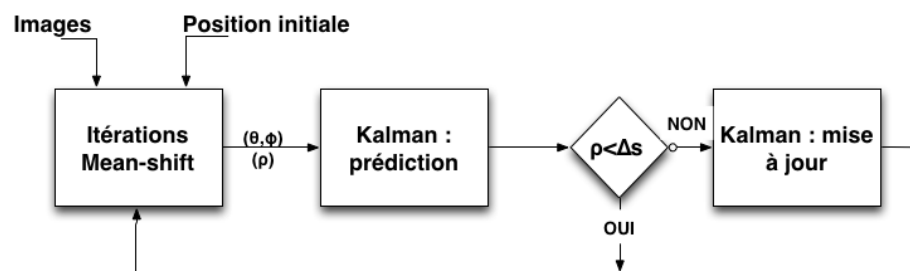 Images
Position initiale
Itérations
Mean-shift
(θ,φ)
(ρ)
Kalman :
prédiction
ρ<Δs
NON
Kalman : mise
à jour
OUI